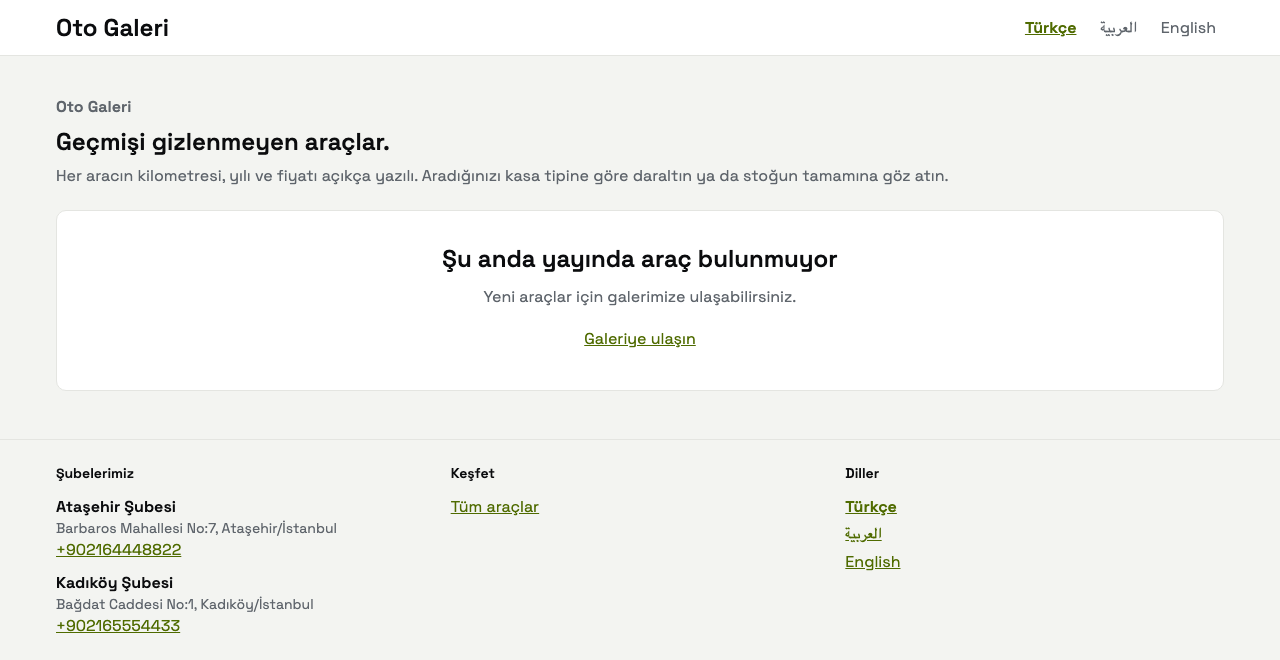 Oto Galeri
Türkçe
العربية
English
Oto Galeri
Geçmişi gizlenmeyen araçlar.
Her aracın kilometresi, yılı ve fiyatı açıkça yazılı. Aradığınızı kasa tipine göre daraltın ya da stoğun tamamına göz atın.
Şu anda yayında araç bulunmuyor
Yeni araçlar için galerimize ulaşabilirsiniz.
Galeriye ulaşın
Şubelerimiz
Ataşehir Şubesi
Barbaros Mahallesi No:7, Ataşehir/İstanbul
+902164448822
Kadıköy Şubesi
Bağdat Caddesi No:1, Kadıköy/İstanbul
+902165554433
Keşfet
Tüm araçlar
Diller
Türkçe
العربية
English